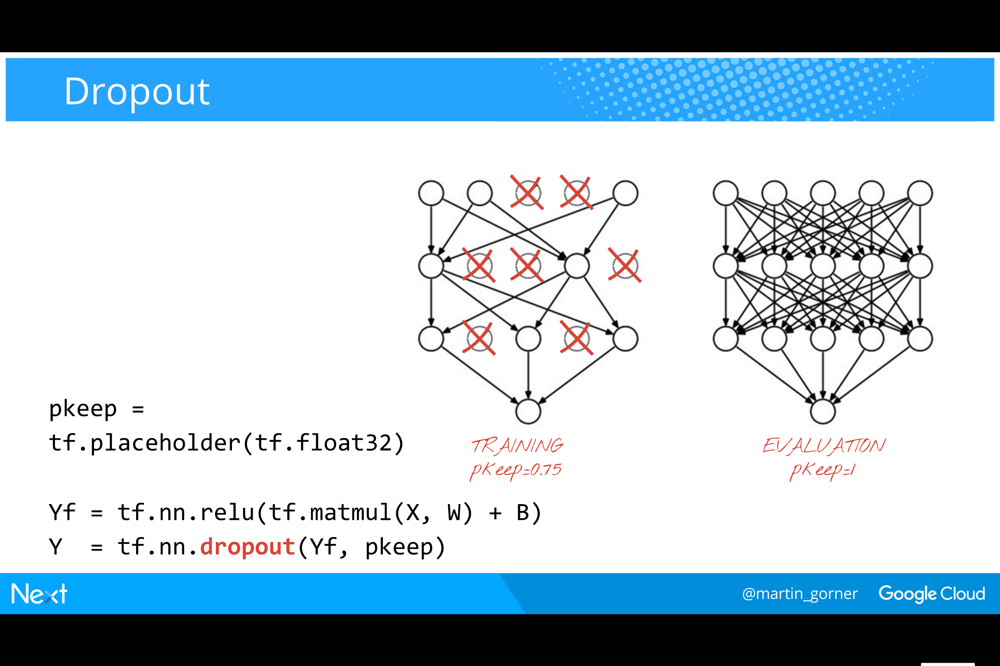 Dropout
pkeep =
tf.placeholder(tf.float32)
TRAINING
pkeep=0.75
EVALUATION
pkeep=1
Yf = tf.nn.relu(tf.matmul(X, W) + B)
Y  = tf.nn.dropout(Yf, pkeep)
Next
@martin_gorner
Google Cloud